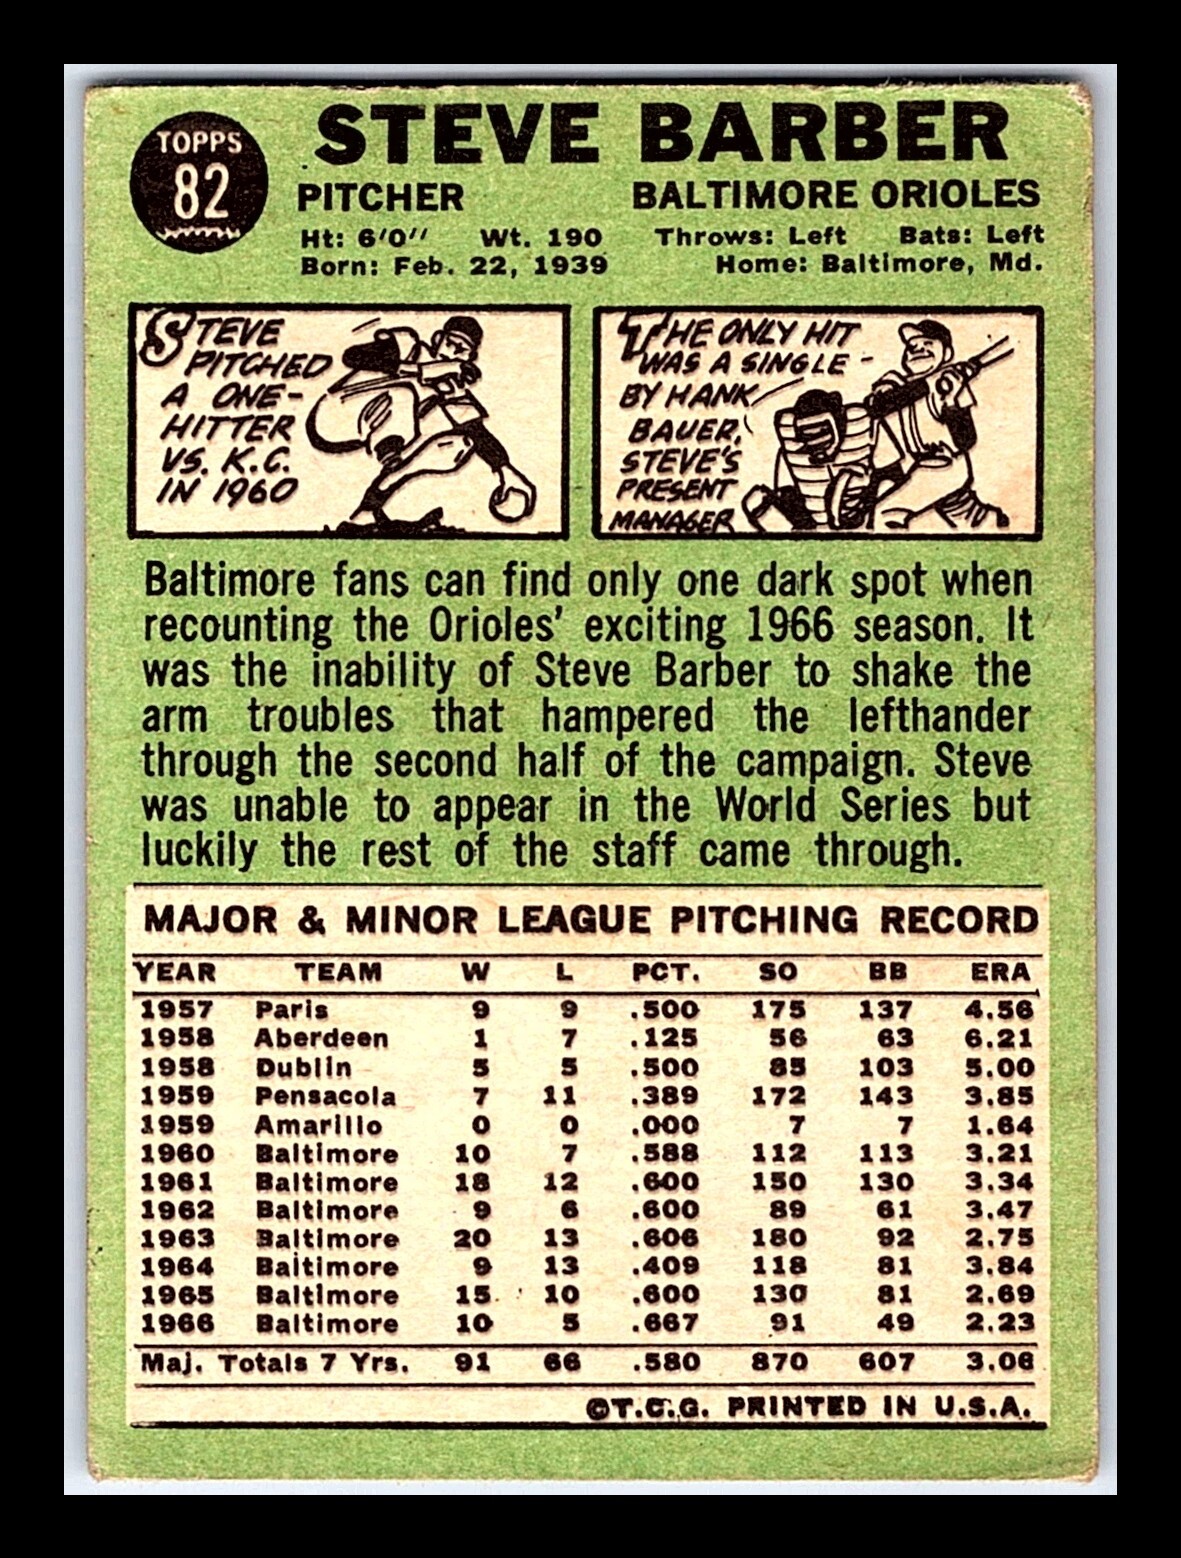 TOPPS
82
STEVE BARBER
PITCHER BALTIMORE ORIOLES
Ht: 6'0" Wt. 190 Throws: Left Bats: Left
Born: Feb. 22, 1939 Home: Baltimore, Md.
STEVE
PITCHED
A ONE-
HITTER
VS. K.C.
IN 1960
THE ONLY HIT
WAS A SINGLE -
BY HANK
BAUER,
STEVE'S
PRESENT
MANAGER
Baltimore fans can find only one dark spot when
recounting the Orioles' exciting 1966 season. It
was the inability of Steve Barber to shake the
arm troubles that hampered the lefthander
through the second half of the campaign. Steve
was unable to appear in the World Series but
luckily the rest of the staff came through.
MAJOR & MINOR LEAGUE PITCHING RECORD
YEAR TEAM W L PCT. SO BB ERA
1957 Paris 9 9 .500 175 137 4.56
1958 Aberdeen 1 7 .125 56 63 6.21
1958 Dublin 5 5 .500 85 103 5.00
1959 Pensacola 7 11 .389 172 143 3.85
1959 Amarillo 0 0 .000 7 7 1.64
1960 Baltimore 10 7 .588 112 113 3.21
1961 Baltimore 18 12 .600 150 130 3.34
1962 Baltimore 9 6 .600 89 61 3.47
1963 Baltimore 20 13 .606 180 92 2.75
1964 Baltimore 9 13 .409 118 81 3.84
1965 Baltimore 15 10 .600 130 81 2.69
1966 Baltimore 10 5 .667 91 49 2.23
Maj. Totals 7 Yrs. 91 66 .580 870 607 3.06
©T.C.G. PRINTED IN U.S.A.